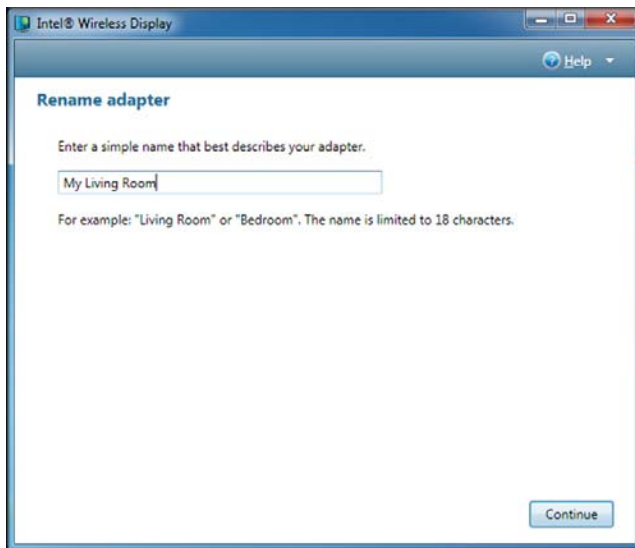 Intel® Wireless Display
Help
Rename adapter
Enter a simple name that best describes your adapter.
My Living Room
For example: "Living Room" or "Bedroom". The name is limited to 18 characters.
Continue